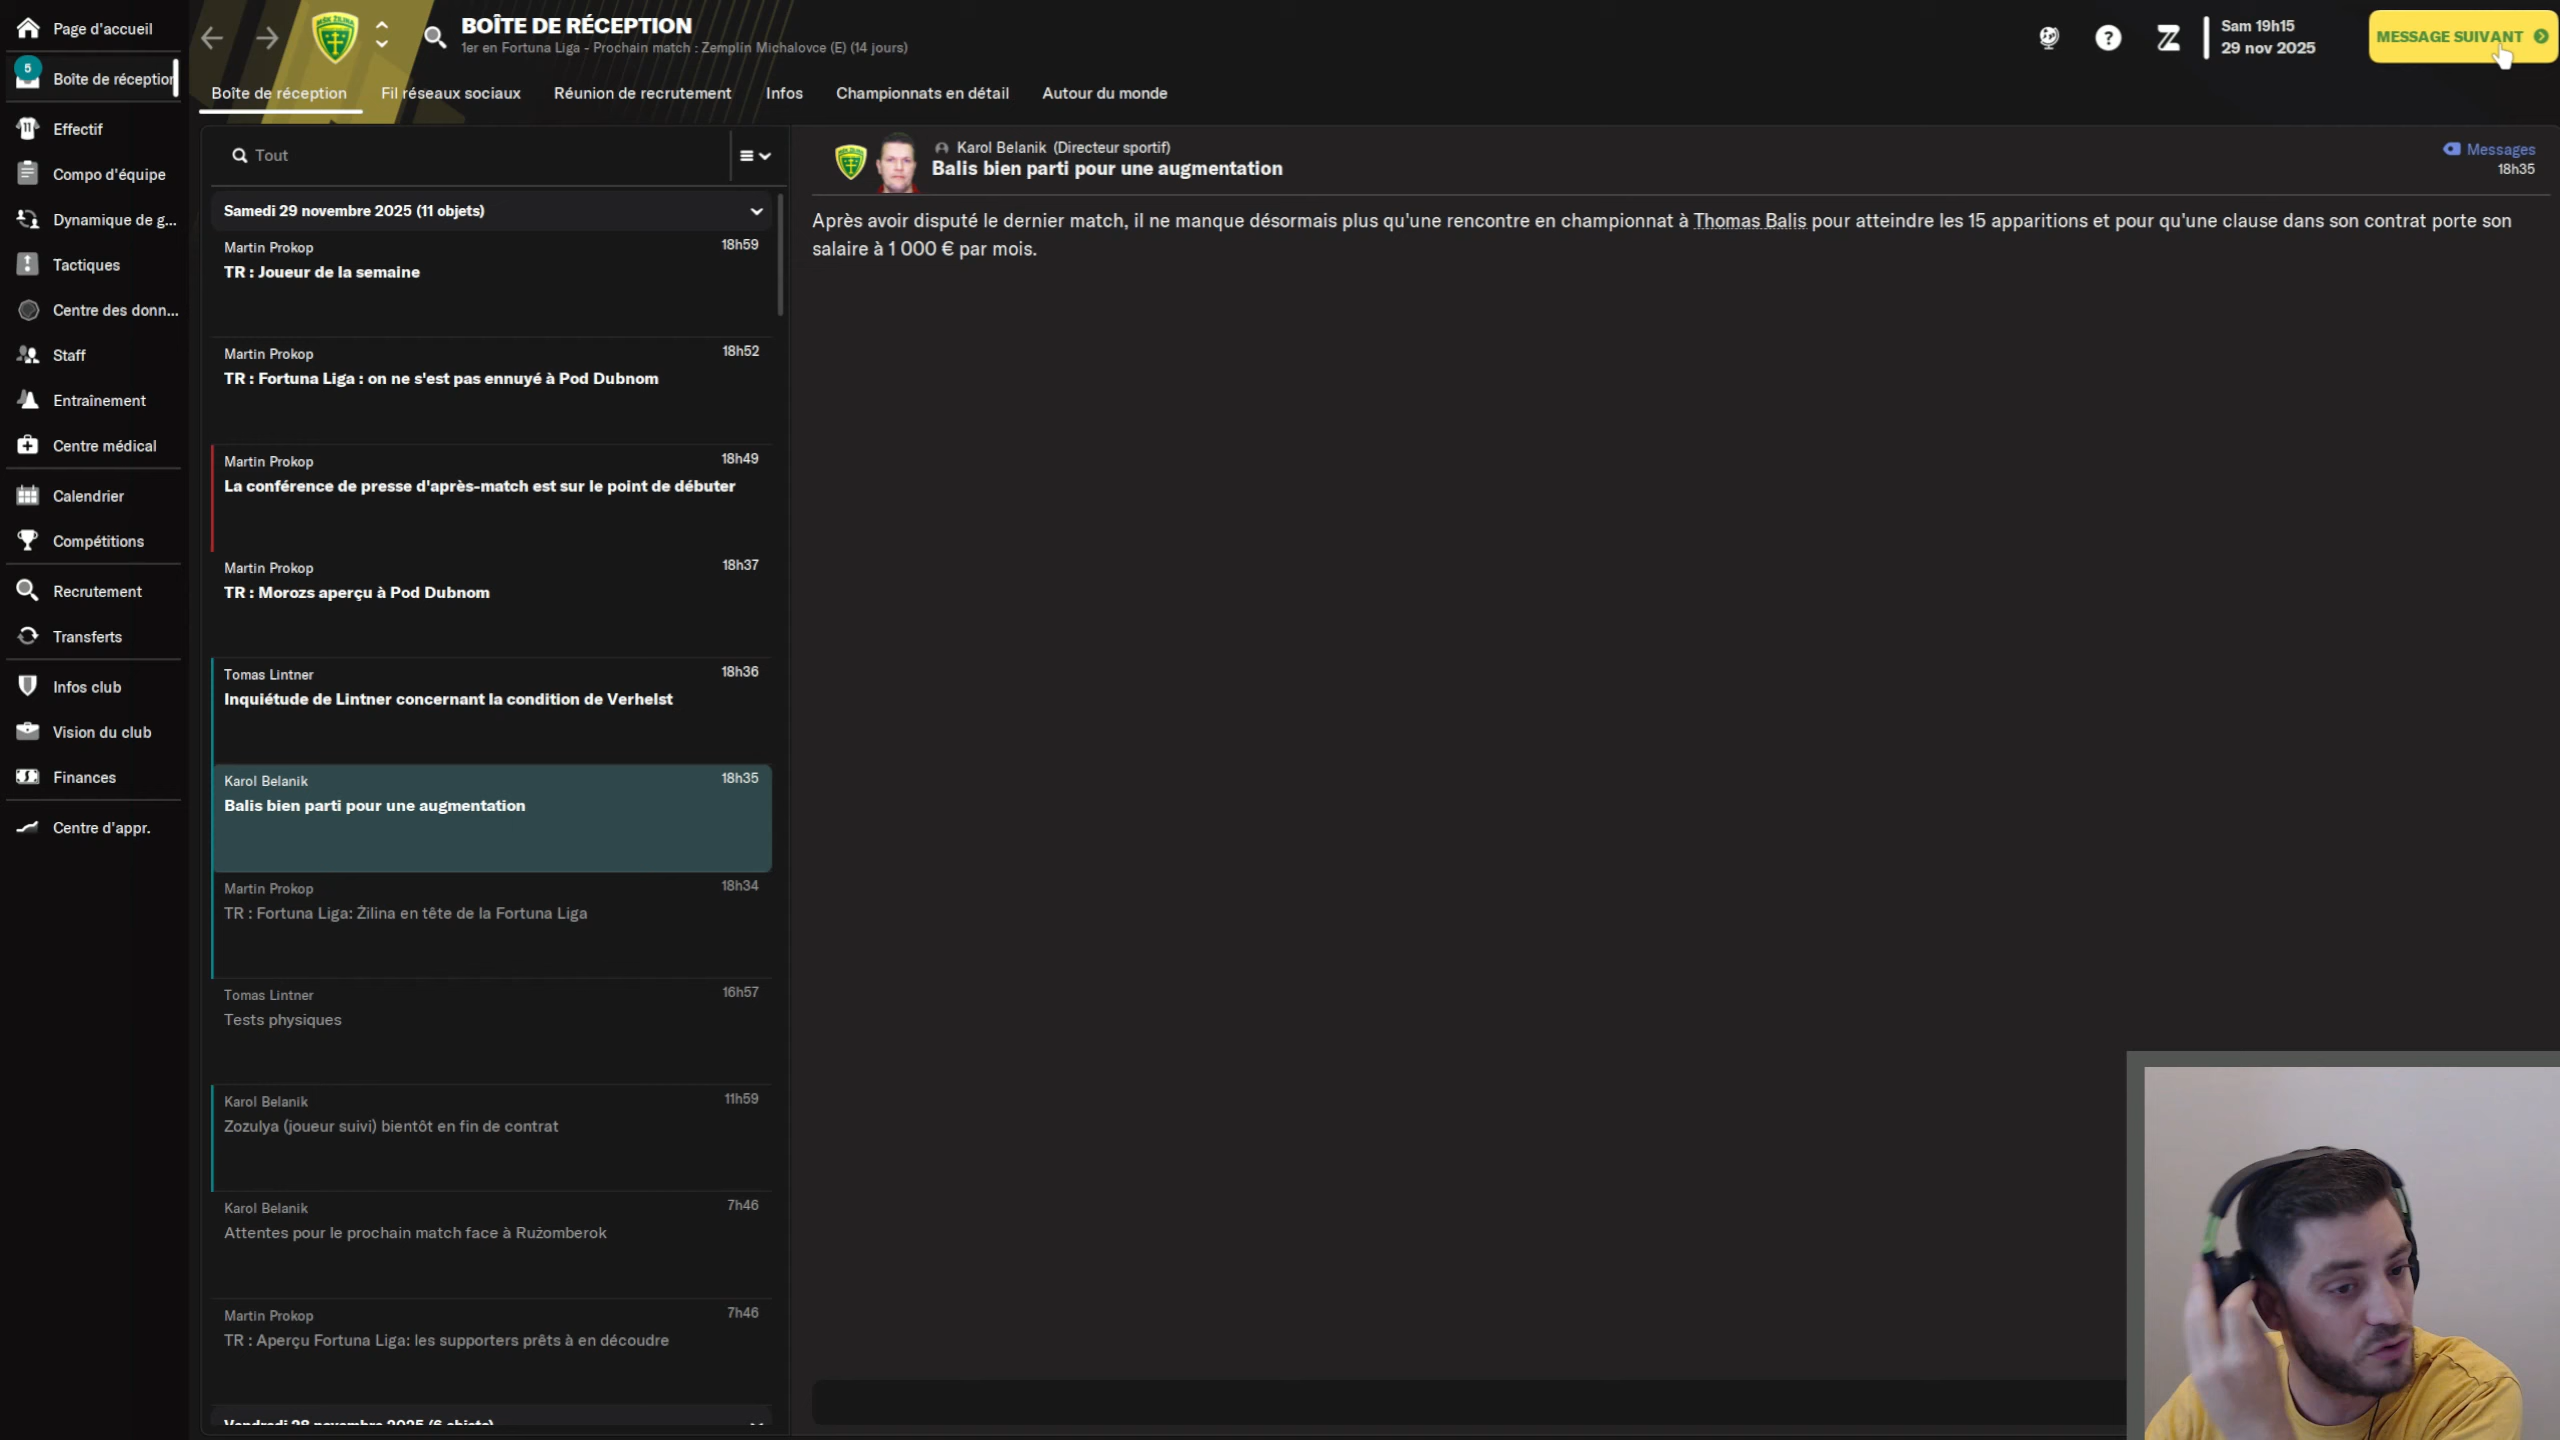 Page d'accueil
5
Boîte de réception
Effectif
Compo d'équipe
Dynamique de g...
Tactiques
Centre des donn...
Staff
Entraînement
Centre médical
Calendrier
Compétitions
Recrutement
Transferts
Infos club
Vision du club
Finances
Centre d'appr.
MŠK ŽILINA
BOÎTE DE RÉCEPTION
1er en Fortuna Liga - Prochain match : Zemplín Michalovce (E) (14 jours)
Sam 19h15
29 nov 2025
MESSAGE SUIVANT
Boîte de réception
Fil réseaux sociaux
Réunion de recrutement
Infos
Championnats en détail
Autour du monde
Tout
Samedi 29 novembre 2025 (11 objets)
Martin Prokop 18h59
TR : Joueur de la semaine
Martin Prokop 18h52
TR : Fortuna Liga : on ne s'est pas ennuyé à Pod Dubnom
Martin Prokop 18h49
La conférence de presse d'après-match est sur le point de débuter
Martin Prokop 18h37
TR : Morozs aperçu à Pod Dubnom
Tomas Lintner 18h36
Inquiétude de Lintner concernant la condition de Verhelst
Karol Belanik 18h35
Balis bien parti pour une augmentation
Martin Prokop 18h34
TR : Fortuna Liga: Žilina en tête de la Fortuna Liga
Tomas Lintner 16h57
Tests physiques
Karol Belanik 11h59
Zozulya (joueur suivi) bientôt en fin de contrat
Karol Belanik 7h46
Attentes pour le prochain match face à Ružomberok
Martin Prokop 7h46
TR : Aperçu Fortuna Liga: les supporters prêts à en découdre
Vendredi 28 novembre 2025 (6 objets)
Karol Belanik (Directeur sportif)
Balis bien parti pour une augmentation
Messages
18h35
Après avoir disputé le dernier match, il ne manque désormais plus qu'une rencontre en championnat à Thomas Balis pour atteindre les 15 apparitions et pour qu'une clause dans son contrat porte son
salaire à 1 000 € par mois.